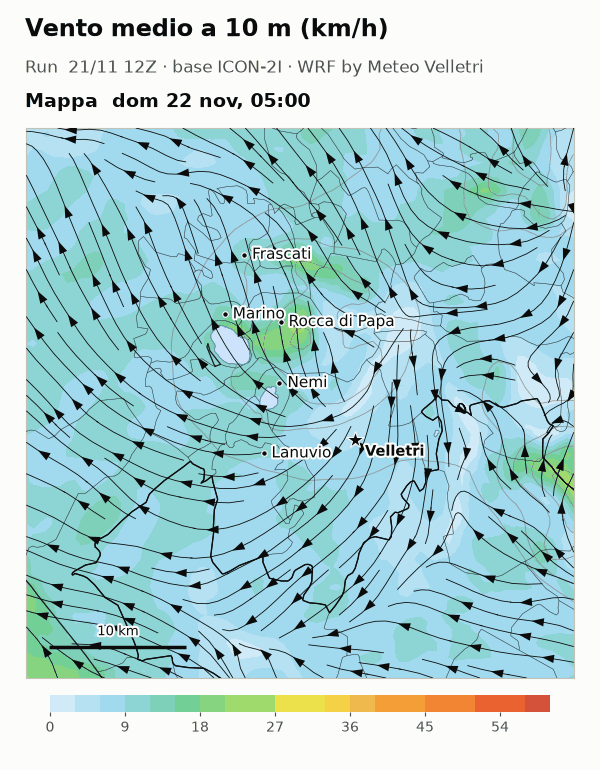 Vento medio a 10 m (km/h)
Run  21/11 12Z · base ICON-2I · WRF by Meteo Velletri
Mappa  dom 22 nov, 05:00
Frascati
Marino
Rocca di Papa
Nemi
Velletri
Lanuvio
10 km
0 9 18 27 36 45 54